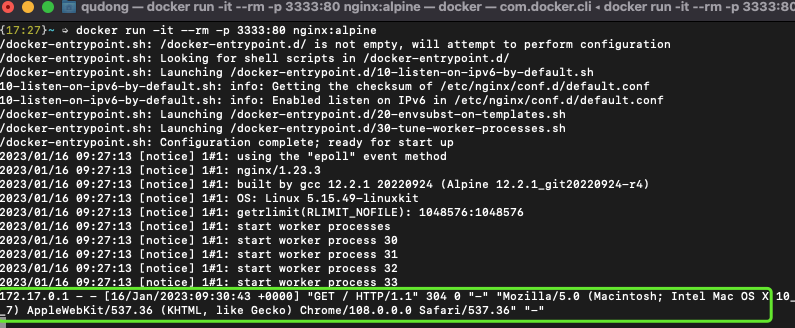 qudong — docker run -it --rm -p 3333:80 nginx:alpine — docker — com.docker.cli ◂ docker run -it --rm -p 3333:80
{17:27}~ ➩ docker run -it --rm -p 3333:80 nginx:alpine
/docker-entrypoint.sh: /docker-entrypoint.d/ is not empty, will attempt to perform configuration
/docker-entrypoint.sh: Looking for shell scripts in /docker-entrypoint.d/
/docker-entrypoint.sh: Launching /docker-entrypoint.d/10-listen-on-ipv6-by-default.sh
10-listen-on-ipv6-by-default.sh: info: Getting the checksum of /etc/nginx/conf.d/default.conf
10-listen-on-ipv6-by-default.sh: info: Enabled listen on IPv6 in /etc/nginx/conf.d/default.conf
/docker-entrypoint.sh: Launching /docker-entrypoint.d/20-envsubst-on-templates.sh
/docker-entrypoint.sh: Launching /docker-entrypoint.d/30-tune-worker-processes.sh
/docker-entrypoint.sh: Configuration complete; ready for start up
2023/01/16 09:27:13 [notice] 1#1: using the "epoll" event method
2023/01/16 09:27:13 [notice] 1#1: nginx/1.23.3
2023/01/16 09:27:13 [notice] 1#1: built by gcc 12.2.1 20220924 (Alpine 12.2.1_git20220924-r4)
2023/01/16 09:27:13 [notice] 1#1: OS: Linux 5.15.49-linuxkit
2023/01/16 09:27:13 [notice] 1#1: getrlimit(RLIMIT_NOFILE): 1048576:1048576
2023/01/16 09:27:13 [notice] 1#1: start worker processes
2023/01/16 09:27:13 [notice] 1#1: start worker process 30
2023/01/16 09:27:13 [notice] 1#1: start worker process 31
2023/01/16 09:27:13 [notice] 1#1: start worker process 32
2023/01/16 09:27:13 [notice] 1#1: start worker process 33
172.17.0.1 - - [16/Jan/2023:09:30:43 +0000] "GET / HTTP/1.1" 304 0 "-" "Mozilla/5.0 (Macintosh; Intel Mac OS X 10_
_7) AppleWebKit/537.36 (KHTML, like Gecko) Chrome/108.0.0.0 Safari/537.36" "-"